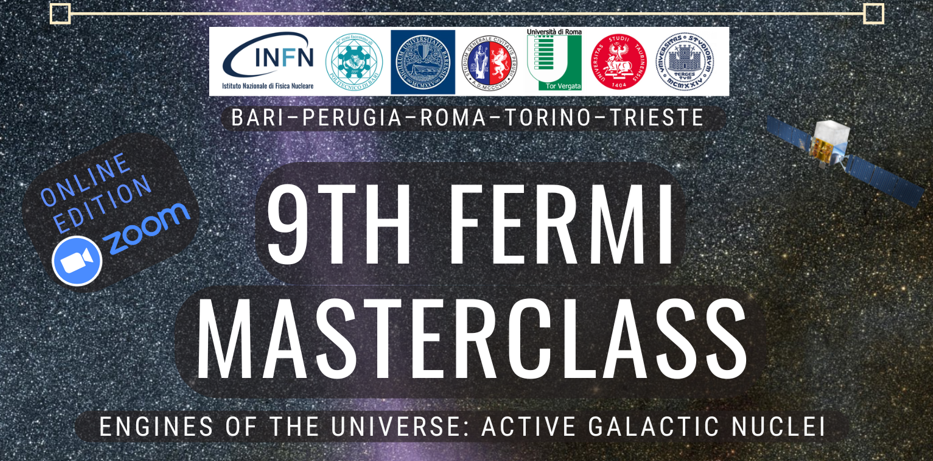 INFN
Istituto Nazionale di Fisica Nucleare
Università di Roma
Tor Vergata
BARI–PERUGIA–ROMA–TORINO–TRIESTE
ONLINE
EDITION
zoom
9TH FERMI
MASTERCLASS
ENGINES OF THE UNIVERSE: ACTIVE GALACTIC NUCLEI